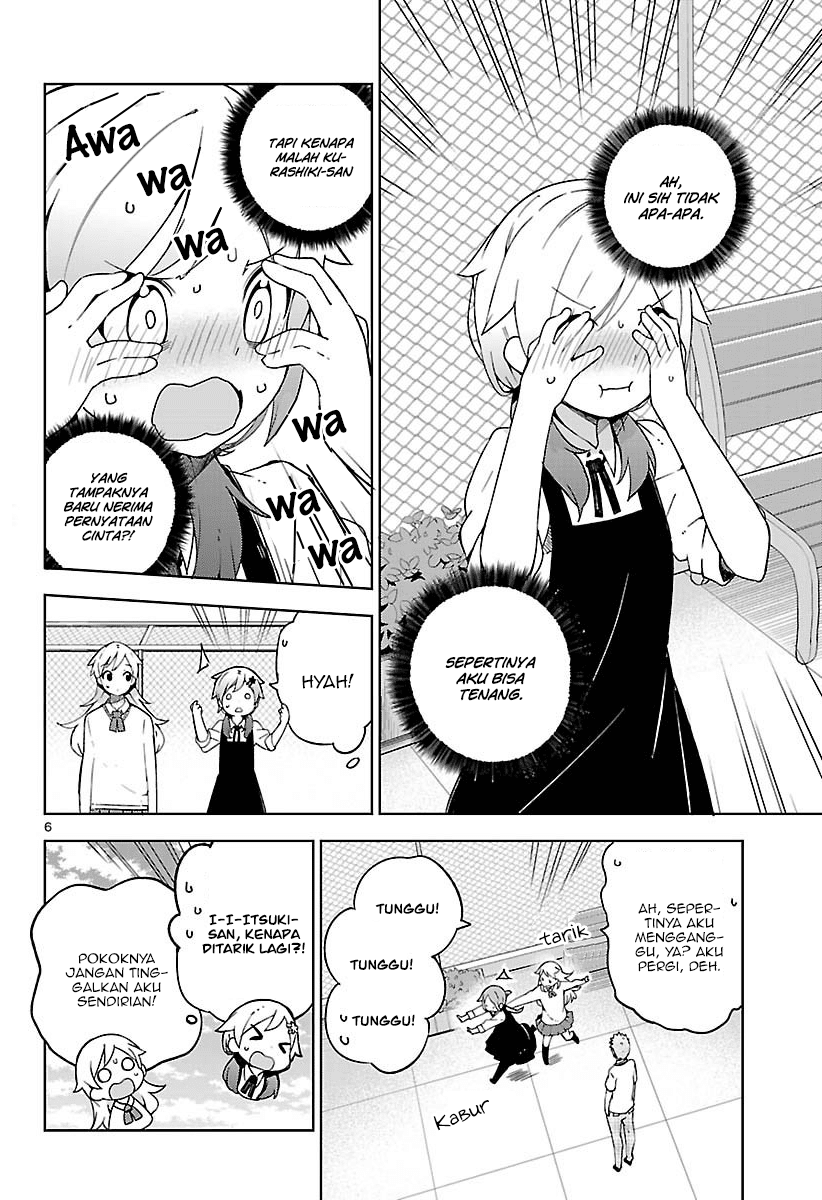 AH,
INI SIH TIDAK
APA-APA.
SEPERTINYA
AKU BISA
TENANG.
TAPI KENAPA
MALAH KU-
RASHIKI-SAN
Awa
wa
wa
wa
wa
wa
YANG
TAMPAKNYA
BARU NERIMA
PERNYATAAN
CINTA?!
HYAH!
6
AH, SEPER-
TINYA AKU
MENGGANG-
GU, YA? AKU
PERGI, DEH.
tarik
TUNGGU!
TUNGGU!
TUNGGU!
KABUR
I-I-ITSUKI-
SAN, KENAPA
DITARIK LAGI?!
POKOKNYA
JANGAN TING-
GALKAN AKU
SENDIRIAN!